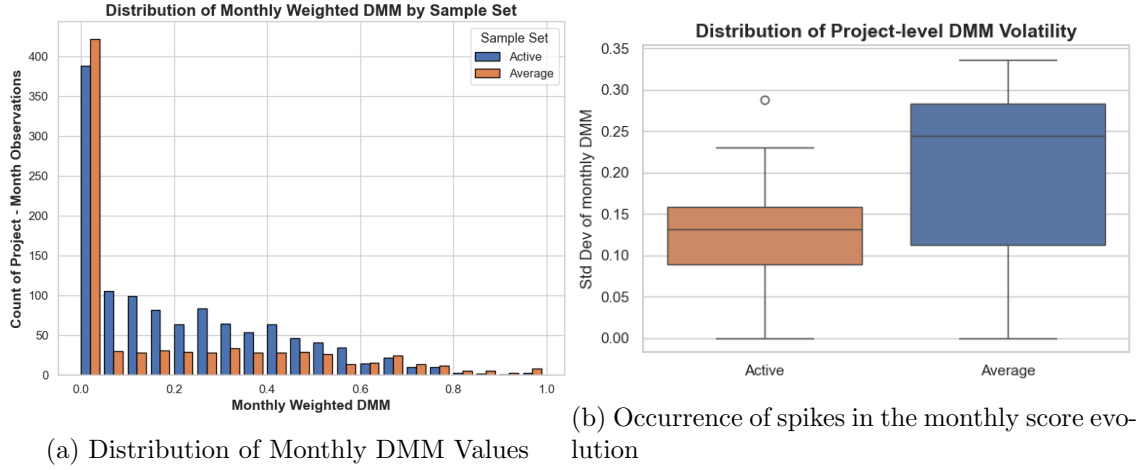 Distribution of Monthly Weighted DMM by Sample Set
Sample Set
Active
Average
Count of Project - Month Observations
400
350
300
250
200
150
100
50
0
0.0 0.2 0.4 0.6 0.8 1.0
Monthly Weighted DMM
(a) Distribution of Monthly DMM Values
Distribution of Project-level DMM Volatility
Std Dev of monthly DMM
0.35
0.30
0.25
0.20
0.15
0.10
0.05
0.00
Active Average
(b) Occurrence of spikes in the monthly score evo-
lution